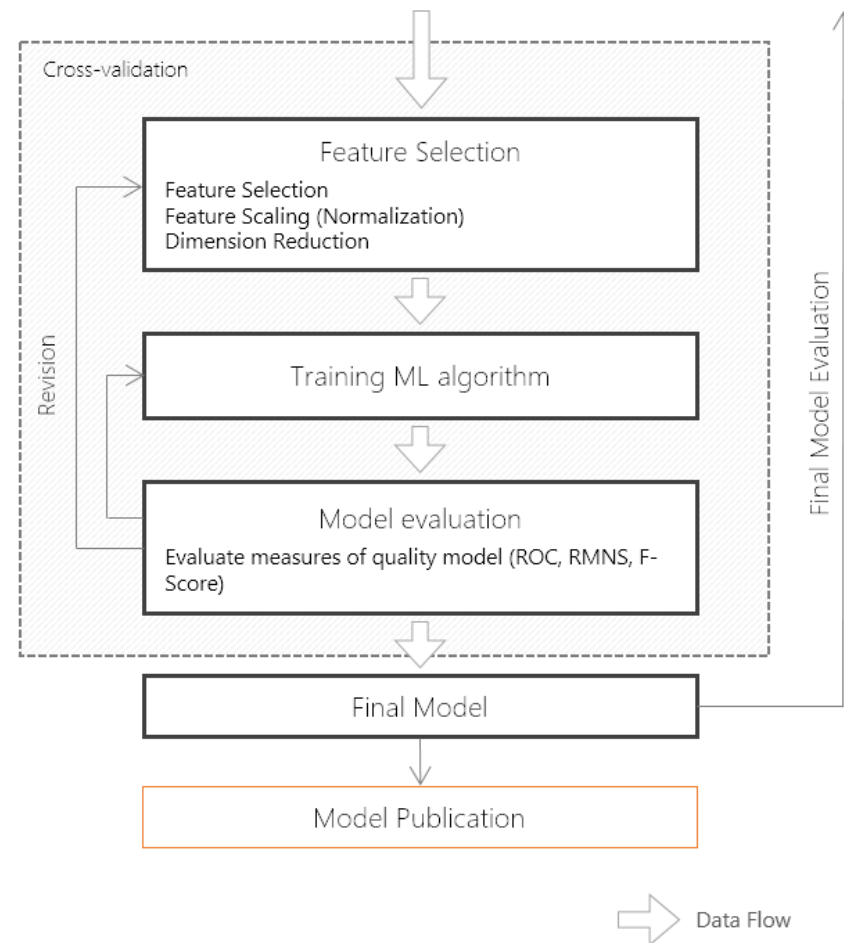 Cross-validation
Feature Selection
Feature Selection
Feature Scaling (Normalization)
Dimension Reduction
Revision
Training ML algorithm
Model evaluation
Evaluate measures of quality model (ROC, RMNS, F-
Score)
Final Model Evaluation
Final Model
Model Publication
Data Flow